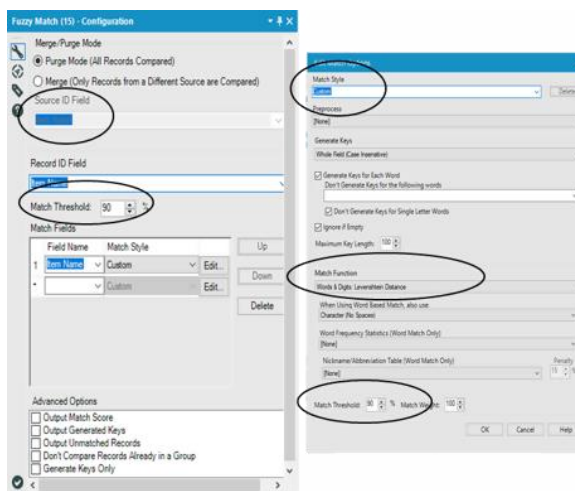 Fuzzy Match (15) - Configuration
Merge/Purge Mode
Purge Mode (All Records Compared)
Merge (Only Records from a Different Source are Compared)
Source ID Field
Record ID Field
Item Name
Match Threshold: 90 %
Match Fields
Field Name Match Style
1 Item Name Custom Edit...
* Custom Edit...
Up
Down
Delete
Advanced Options
Output Match Score
Output Generated Keys
Output Unmatched Records
Don't Compare Records Already in a Group
Generate Keys Only
Match Style
Custom
Delete
Preprocess
[None]
Generate Keys
Whole Field (Case Insensitive)
Generate Keys for Each Word
Don't Generate Keys for the following words
Don't Generate Keys for Single Letter Words
Ignore if Empty
Maximum Key Length: 100
Match Function
Words & Digits: Levenshtein Distance
When Using Word Based Match, also use:
Character (No Spaces)
Word Frequency Statistics (Word Match Only)
[None]
Nickname/Abbreviation Table (Word Match Only)
[None]
Penalty
15 %
Match Threshold: 90 % Match Weight: 100
OK Cancel Help